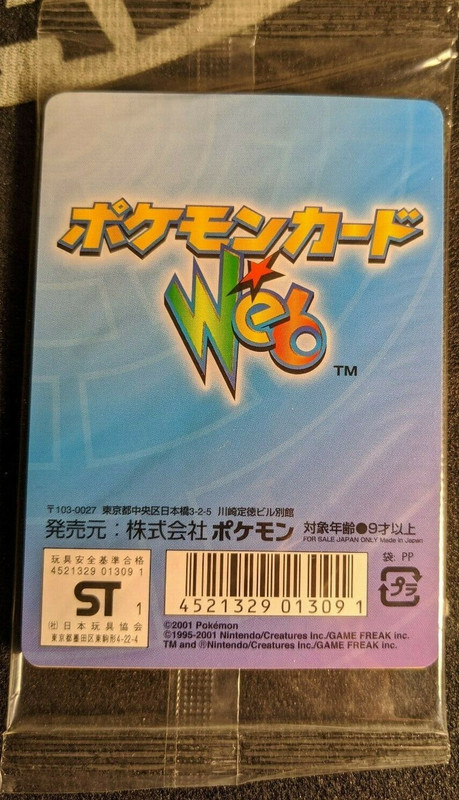 ポケモンカード
Web
TM
〒103-0027 東京都中央区日本橋3-2-5 川崎定徳ビル別館
発売元：株式会社 ポケモン 対象年齢●9才以上
FOR SALE JAPAN ONLY Made in Japan
玩具安全基準合格
4521329 01309 1
ST 1
㈳日本玩具協会
東京都墨田区東駒形4-22-4
4 521329 01309 1
袋: PP
プラ
©2001 Pokémon
©1995-2001 Nintendo/Creatures Inc./GAME FREAK inc.
TM and ®Nintendo/Creatures Inc./GAME FREAK inc.